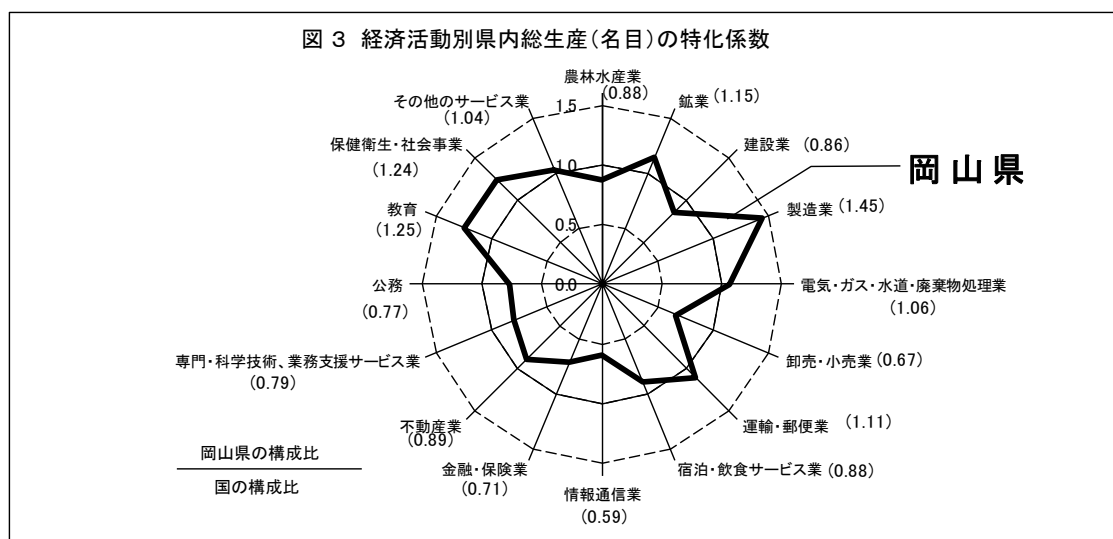 図 3 経済活動別県内総生産(名目)の特化係数
農林水産業
(0.88)
鉱業 (1.15)
建設業 (0.86)
岡山県
製造業 (1.45)
電気・ガス・水道・廃棄物処理業
(1.06)
卸売・小売業 (0.67)
運輸・郵便業 (1.11)
宿泊・飲食サービス業 (0.88)
情報通信業
(0.59)
金融・保険業
(0.71)
不動産業
(0.89)
専門・科学技術、業務支援サービス業
(0.79)
公務
(0.77)
教育
(1.25)
保健衛生・社会事業
(1.24)
その他のサービス業
(1.04)
1.5
1.0
0.5
0.0
岡山県の構成比
国の構成比